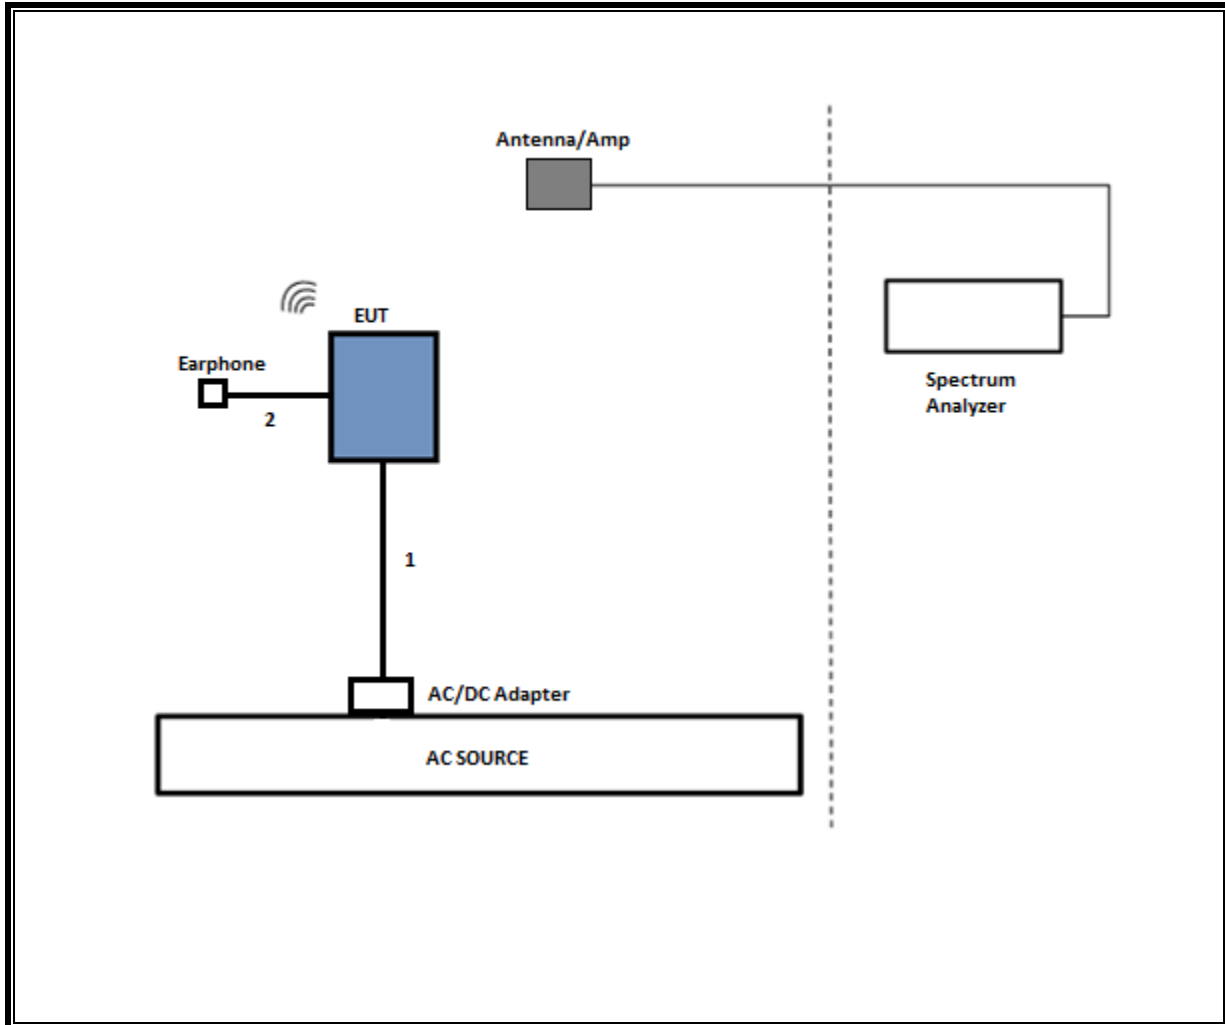 Antenna/Amp
EUT
Earphone
2
Spectrum
Analyzer
1
AC/DC Adapter
AC SOURCE